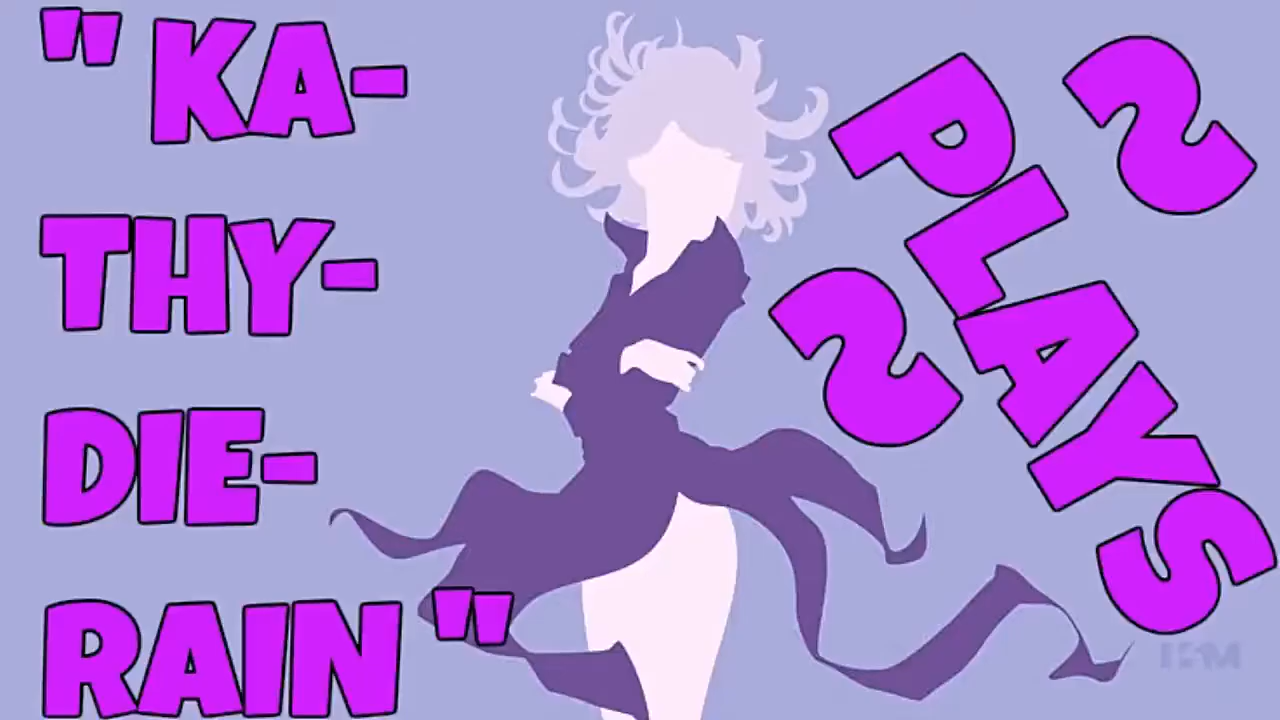 " KA-
THY-
DIE-
RAIN "
~ PLAYS ~